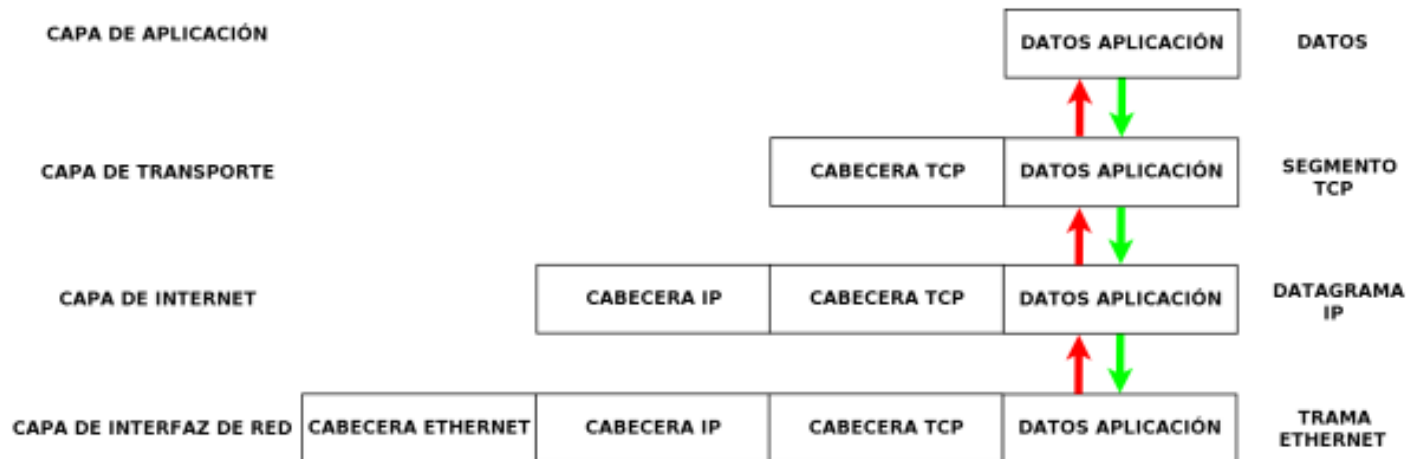 CAPA DE APLICACIÓN DATOS APLICACIÓN DATOS
CAPA DE TRANSPORTE CABECERA TCP DATOS APLICACIÓN SEGMENTO
TCP
CAPA DE INTERNET CABECERA IP CABECERA TCP DATOS APLICACIÓN DATAGRAMA
IP
CAPA DE INTERFAZ DE RED CABECERA ETHERNET CABECERA IP CABECERA TCP DATOS APLICACIÓN TRAMA
ETHERNET